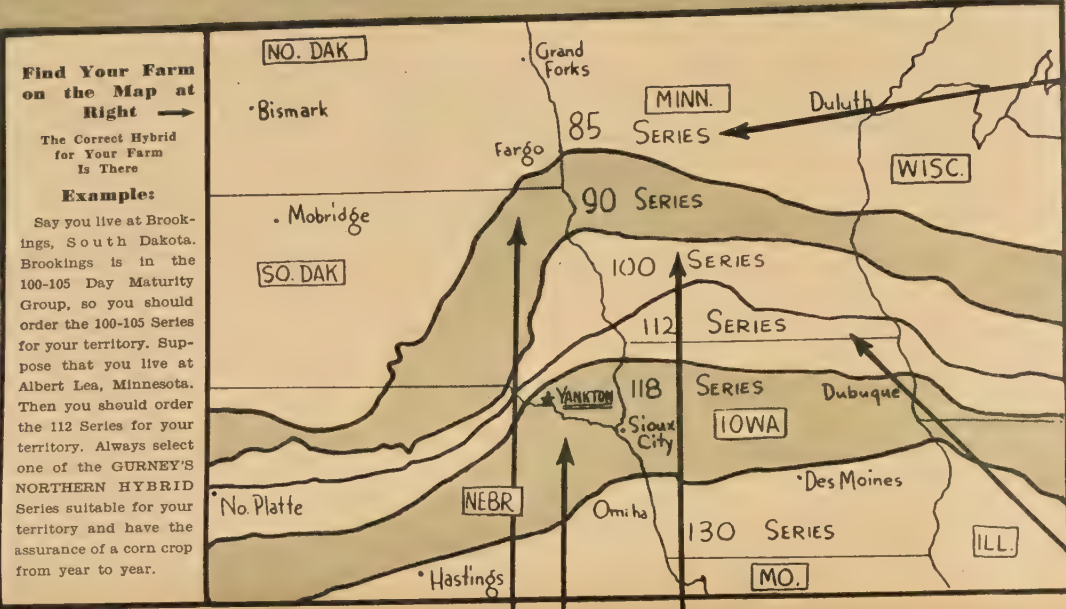 Find Your Farm
on the Map at
Right
The Correct Hybrid
for Your Farm
Is There
Example:
Say you live at Brook-
ings, South Dakota.
Brookings is in the
100-105 Day Maturity
Group, so you should
order the 100-105 Series
for your territory. Sup-
pose that you live at
Albert Lea, Minnesota.
Then you should order
the 112 Series for your
territory. Always select
one of the GURNEY'S
NORTHERN HYBRID
Series suitable for your
territory and have the
assurance of a corn crop
from year to year.
NO. DAK
Grand
Forks
Bismark
MINN.
Duluth
85 SERIES
Fargo
WISC.
Mobridge
90 SERIES
SO. DAK
100 SERIES
112 SERIES
YANKTON
118 SERIES
Dubuque
Sioux
City
IOWA
No. Platte
NEBR
Omiha
Des Moines
130 SERIES
ILL.
Hastings
MO.